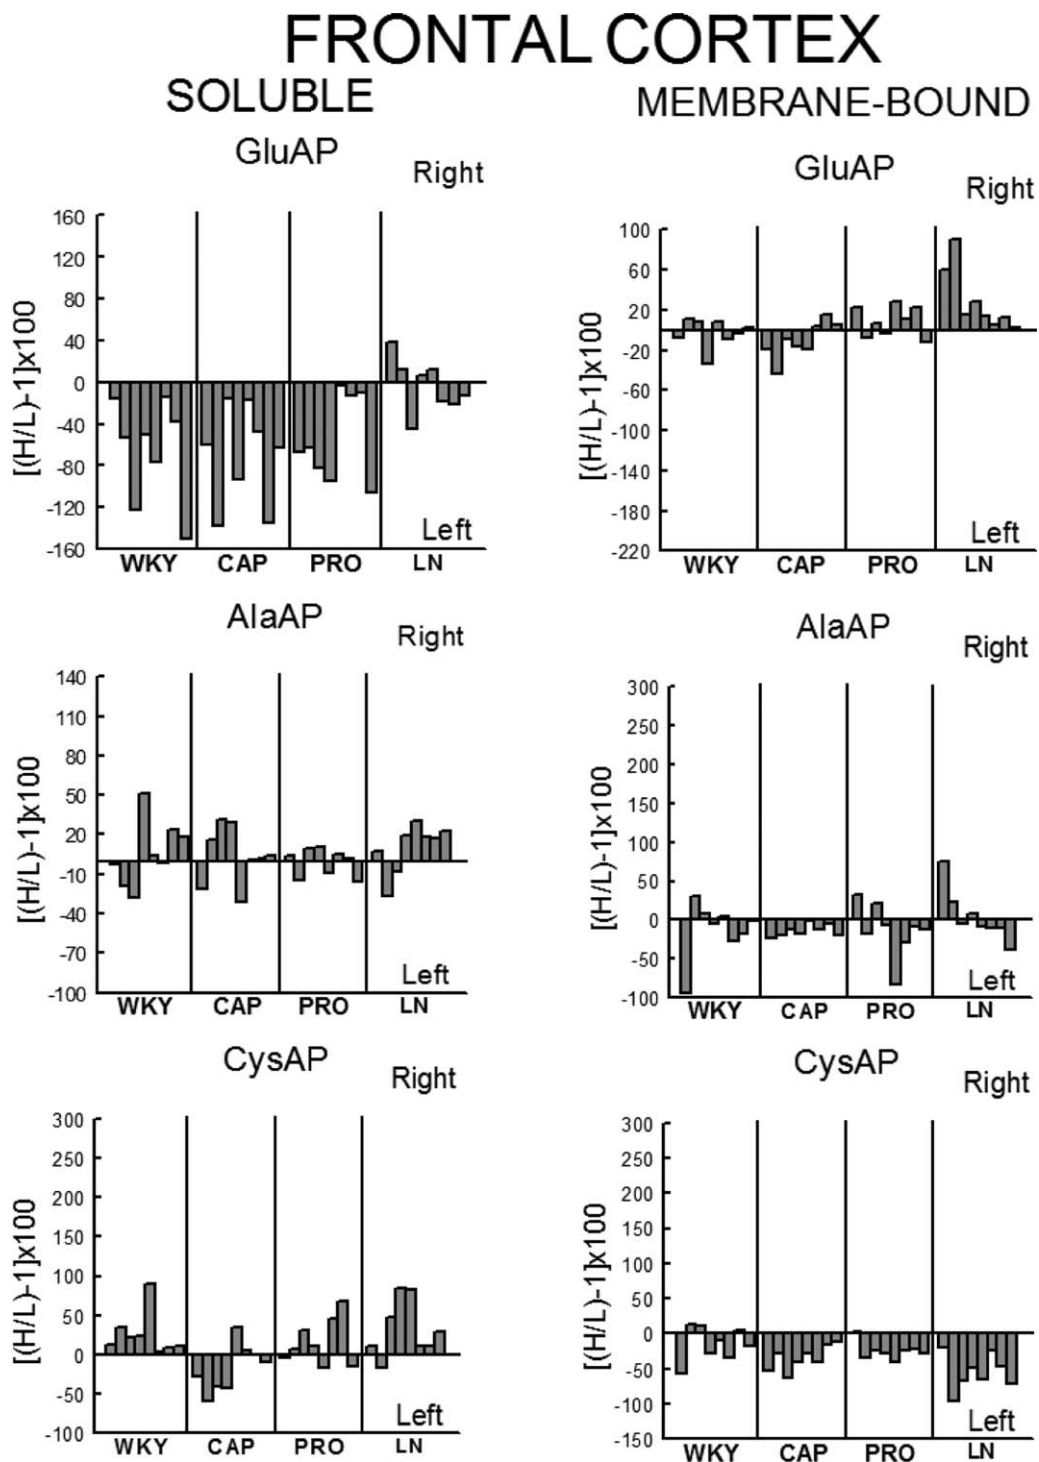 FRONTAL CORTEX
SOLUBLE
MEMBRANE-BOUND
GluAP
Right
[(H/L)-1]x100
160
120
80
40
0
-40
-80
-120
-160
Left
WKY CAP PRO LN
GluAP
Right
[(H/L)-1]x100
100
60
20
-20
-60
-100
-140
-180
-220
Left
WKY CAP PRO LN
AlaAP
Right
[(H/L)-1]x100
140
110
80
50
20
-10
-40
-70
-100
Left
WKY CAP PRO LN
AlaAP
Right
[(H/L)-1]x100
300
250
200
150
100
50
0
-50
-100
Left
WKY CAP PRO LN
CysAP
Right
[(H/L)-1]x100
300
250
200
150
100
50
0
-50
-100
Left
WKY CAP PRO LN
CysAP
Right
[(H/L)-1]x100
300
250
200
150
100
50
0
-50
-100
-150
Left
WKY CAP PRO LN